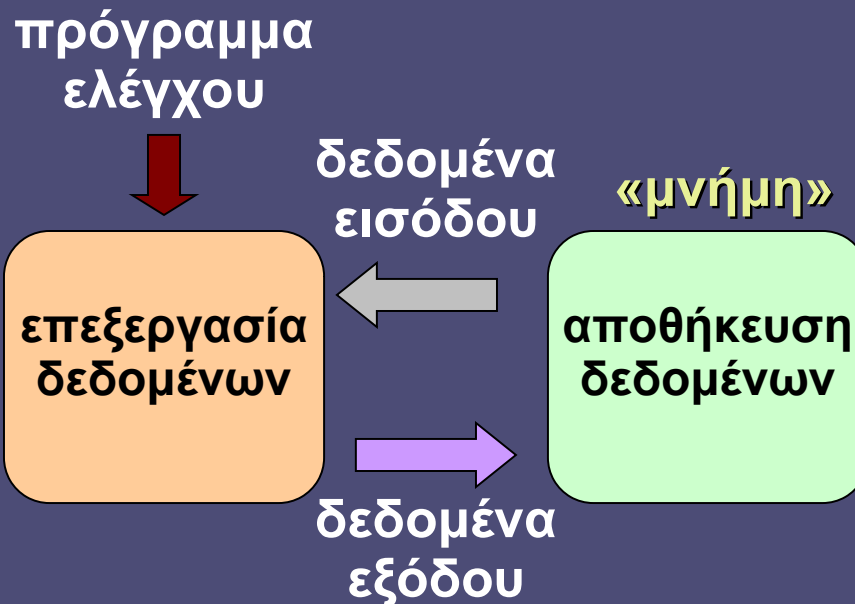 πρόγραμμα
ελέγχου
δεδομένα
εισόδου
«μνήμη»
επεξεργασία
δεδομένων
αποθήκευση
δεδομένων
δεδομένα
εξόδου